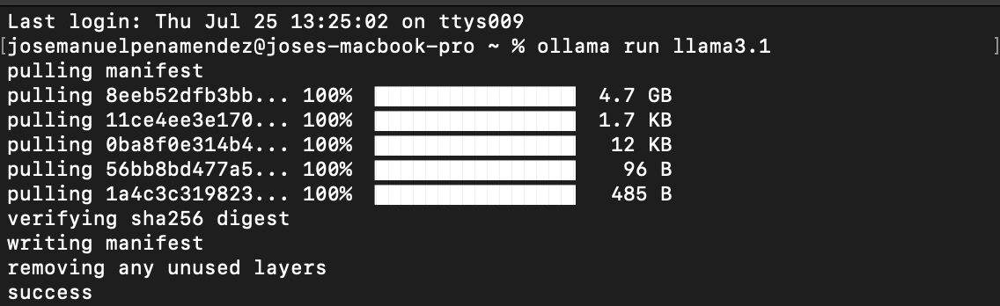 Last login: Thu Jul 25 13:25:02 on ttys009
[josemanuelpenamendez@joses-macbook-pro ~ % ollama run llama3.1 ]
pulling manifest
pulling 8eeb52dfb3bb... 100% 4.7 GB
pulling 11ce4ee3e170... 100% 1.7 KB
pulling 0ba8f0e314b4... 100% 12 KB
pulling 56bb8bd477a5... 100% 96 B
pulling 1a4c3c319823... 100% 485 B
verifying sha256 digest
writing manifest
removing any unused layers
success